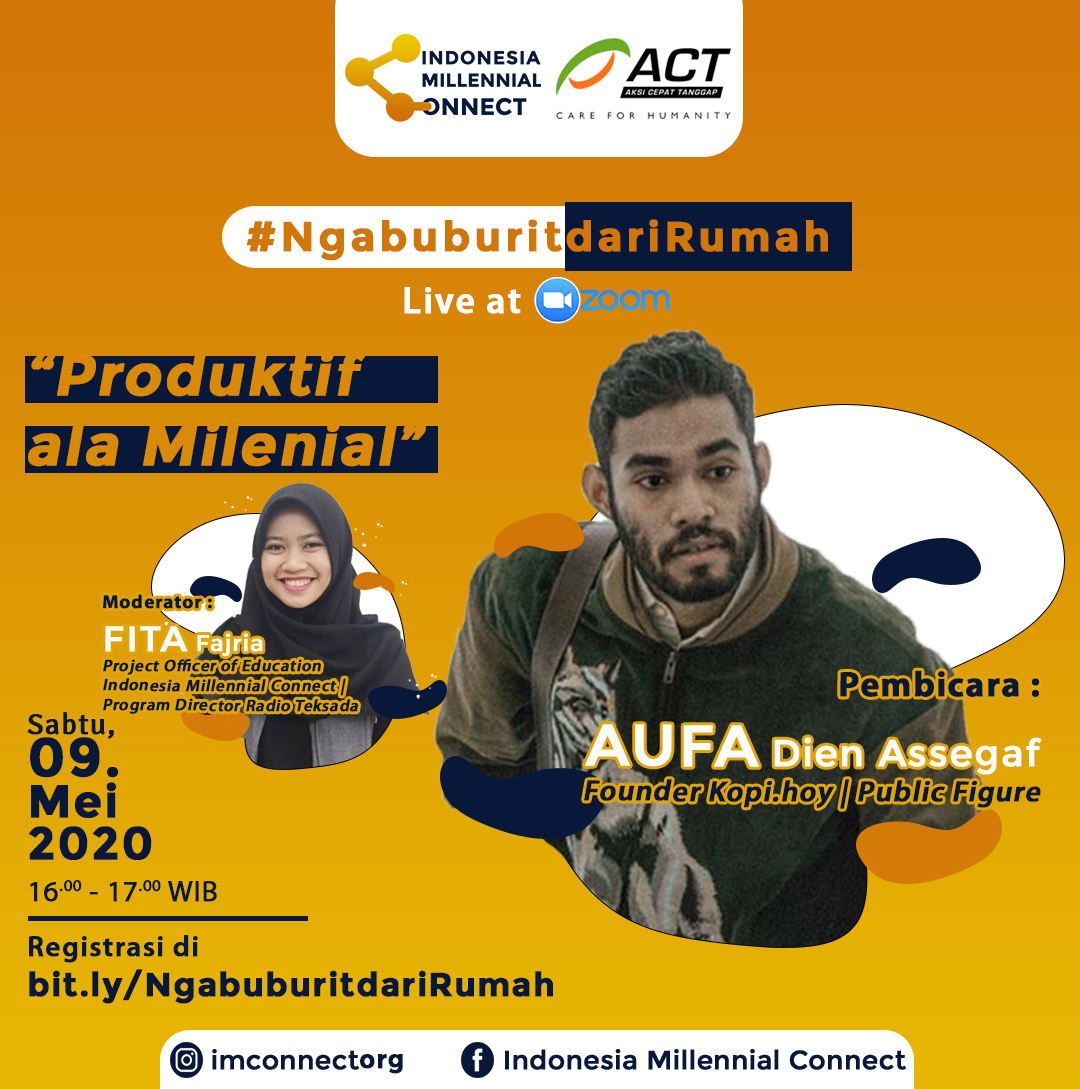 INDONESIA
MILLENNIAL
ONNECT
ACT
AKSI CEPAT TANGGAP
CARE FOR HUMANITY
#NgabuburitdariRumah
Live at zoom
“Produktif
ala Milenial”
Moderator :
FITA Fajria
Project Officer of Education
Indonesia Millennial Connect |
Program Director Radio Teksada
Pembicara :
AUFA Dien Assegaf
Founder Kopi.hoy | Public Figure
Sabtu,
09.
Mei
2020
16.00 - 17.00 WIB
Registrasi di
bit.ly/NgabuburitdariRumah
imconnectorg
Indonesia Millennial Connect